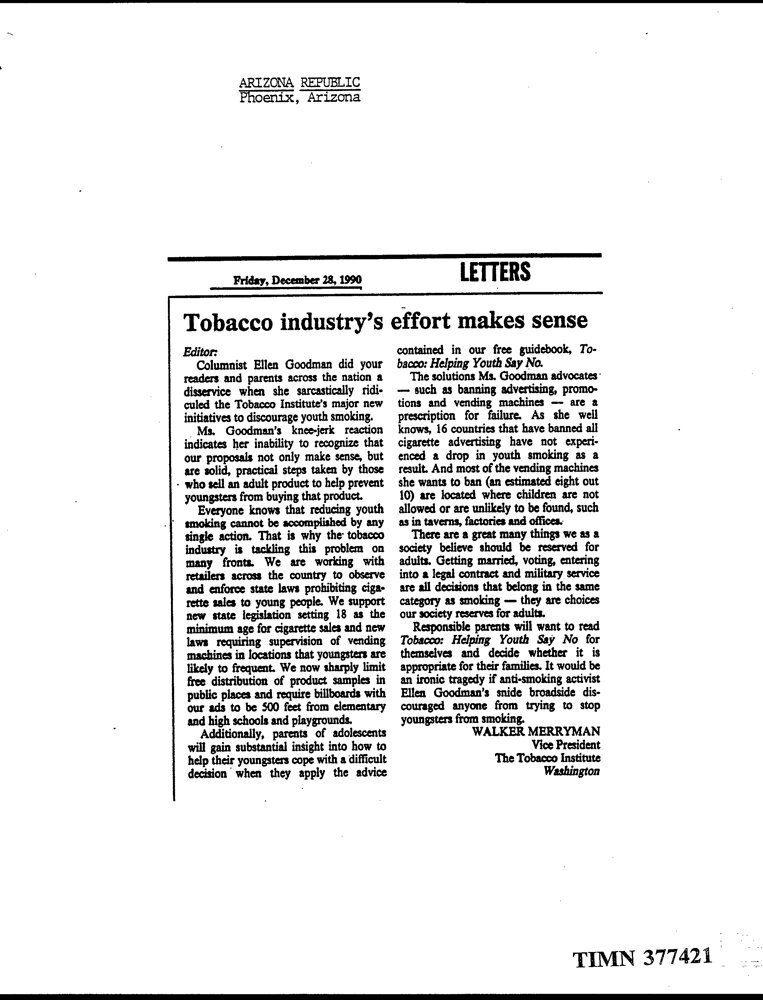 ARIZONA REPUBLIC
Phoenix, Arizona
Friday, December 28, 1990
LETTERS
Tobacco industry's effort makes sense
Editor:
Columnist Ellen Goodman did your
readers and parents across the nation a
disservice when she sarcastically ridi-
culed the Tobacco Institute's major new
initiatives to discourage youth smoking.
Ms. Goodman's knee-jerk reaction
indicates her inability to recognize that
our proposals not only make sense, but
are solid, practical steps taken by those
who sell an adult product to help prevent
youngsters from buying that product.
Everyone knows that reducing youth
smoking cannot be accomplished by any
single action. That is why the tobacco
industry is tackling this problem on
many fronts. We are working with
retailers across the country to observe
and enforce state laws prohibiting ciga-
rette sales to young people. We support
new state legislation setting 18 as the
minimum age for cigarette sales and new
laws requiring supervision of vending
machines in locations that youngsters are
likely to frequent. We now sharply limit
free distribution of product samples in
public places and require billboards with
our ads to be 500 feet from elementary
and high schools and playgrounds.
Additionally, parents of adolescents
will gain substantial insight into how to
help their youngsters cope with a difficult
decision when they apply the advice
contained in our free guidebook, To-
bacco: Helping Youth Say No.
The solutions Ms. Goodman advocates
— such as banning advertising, promo-
tions and vending machines — are a
prescription for failure. As she well
knows, 16 countries that have banned all
cigarette advertising have not experi-
enced a drop in youth smoking as a
result. And most of the vending machines
she wants to ban (an estimated eight out
10) are located where children are not
allowed or are unlikely to be found, such
as in taverns, factories and offices.
There are a great many things we as a
society believe should be reserved for
adults. Getting married, voting, entering
into a legal contract and military service
are all decisions that belong in the same
category as smoking — they are choices
our society reserves for adults.
Responsible parents will want to read
Tobacco: Helping Youth Say No for
themselves and decide whether it is
appropriate for their families. It would be
an ironic tragedy if anti-smoking activist
Ellen Goodman's snide broadside dis-
couraged anyone from trying to stop
youngsters from smoking.
WALKER MERRYMAN
Vice President
The Tobacco Institute
Washington
TIMN 377421